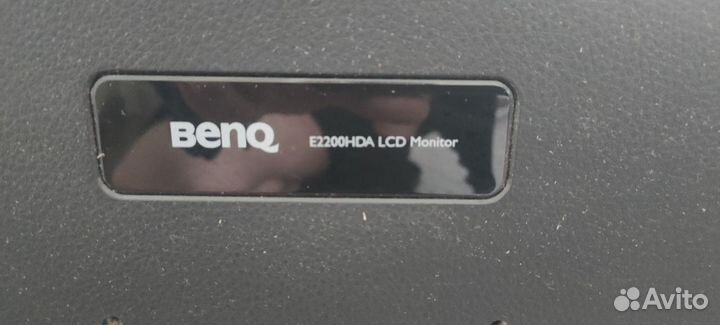 BenQ E2200HDA LCD Monitor
Avito